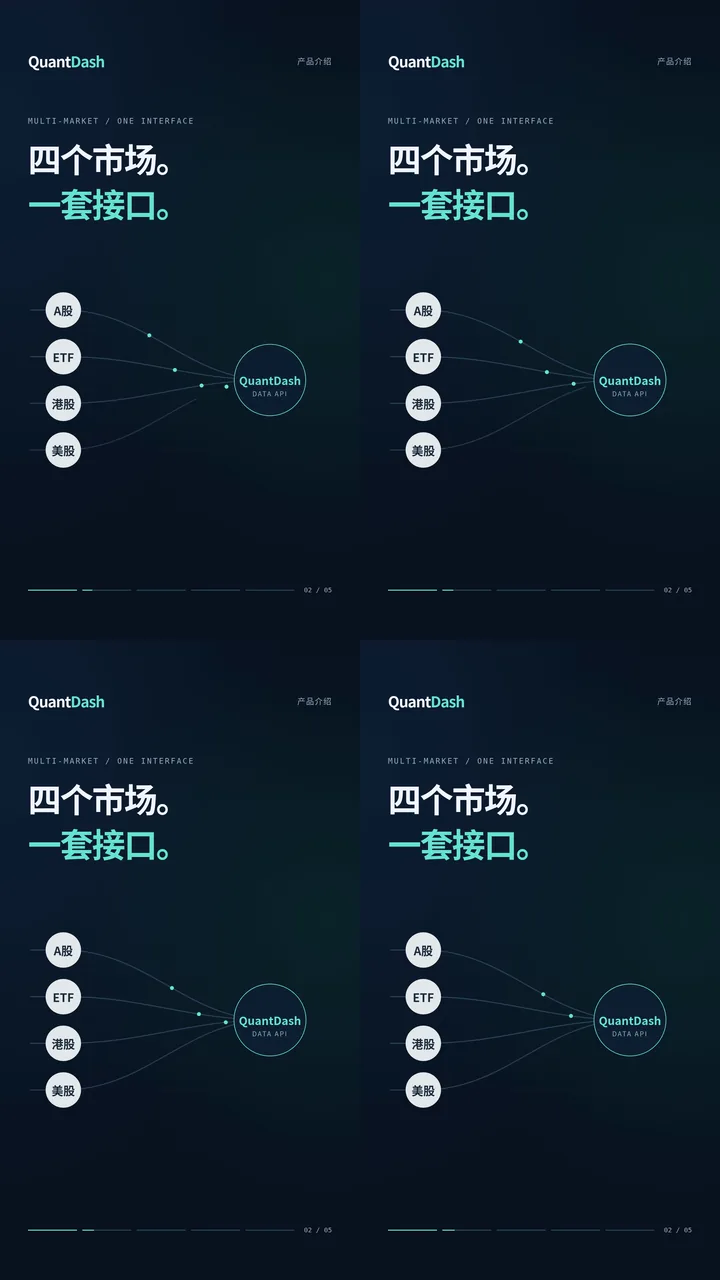 QuantDash
产品介绍
MULTI-MARKET / ONE INTERFACE
四个市场。
一套接口。
A股
ETF
港股
美股
QuantDash
DATA API
02 / 05
QuantDash
产品介绍
MULTI-MARKET / ONE INTERFACE
四个市场。
一套接口。
A股
ETF
港股
美股
QuantDash
DATA API
02 / 05
QuantDash
产品介绍
MULTI-MARKET / ONE INTERFACE
四个市场。
一套接口。
A股
ETF
港股
美股
QuantDash
DATA API
02 / 05
QuantDash
产品介绍
MULTI-MARKET / ONE INTERFACE
四个市场。
一套接口。
A股
ETF
港股
美股
QuantDash
DATA API
02 / 05